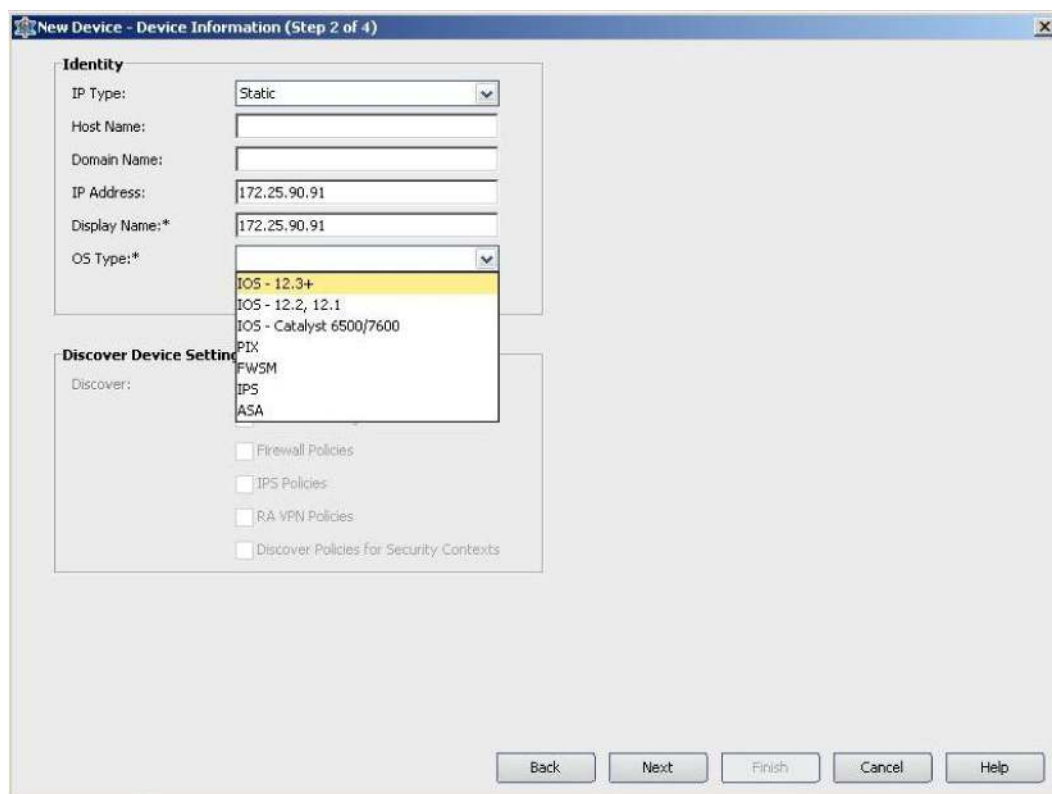 New Device - Device Information (Step 2 of 4)
Identity
IP Type: Static
Host Name:
Domain Name:
IP Address: 172.25.90.91
Display Name:* 172.25.90.91
OS Type:*
IOS - 12.3+
IOS - 12.2, 12.1
IOS - Catalyst 6500/7600
PIX
FWSM
IPS
ASA
Discover Device Setting
Discover:
Firewall Policies
IPS Policies
RA VPN Policies
Discover Policies for Security Contexts
Back Next Finish Cancel Help